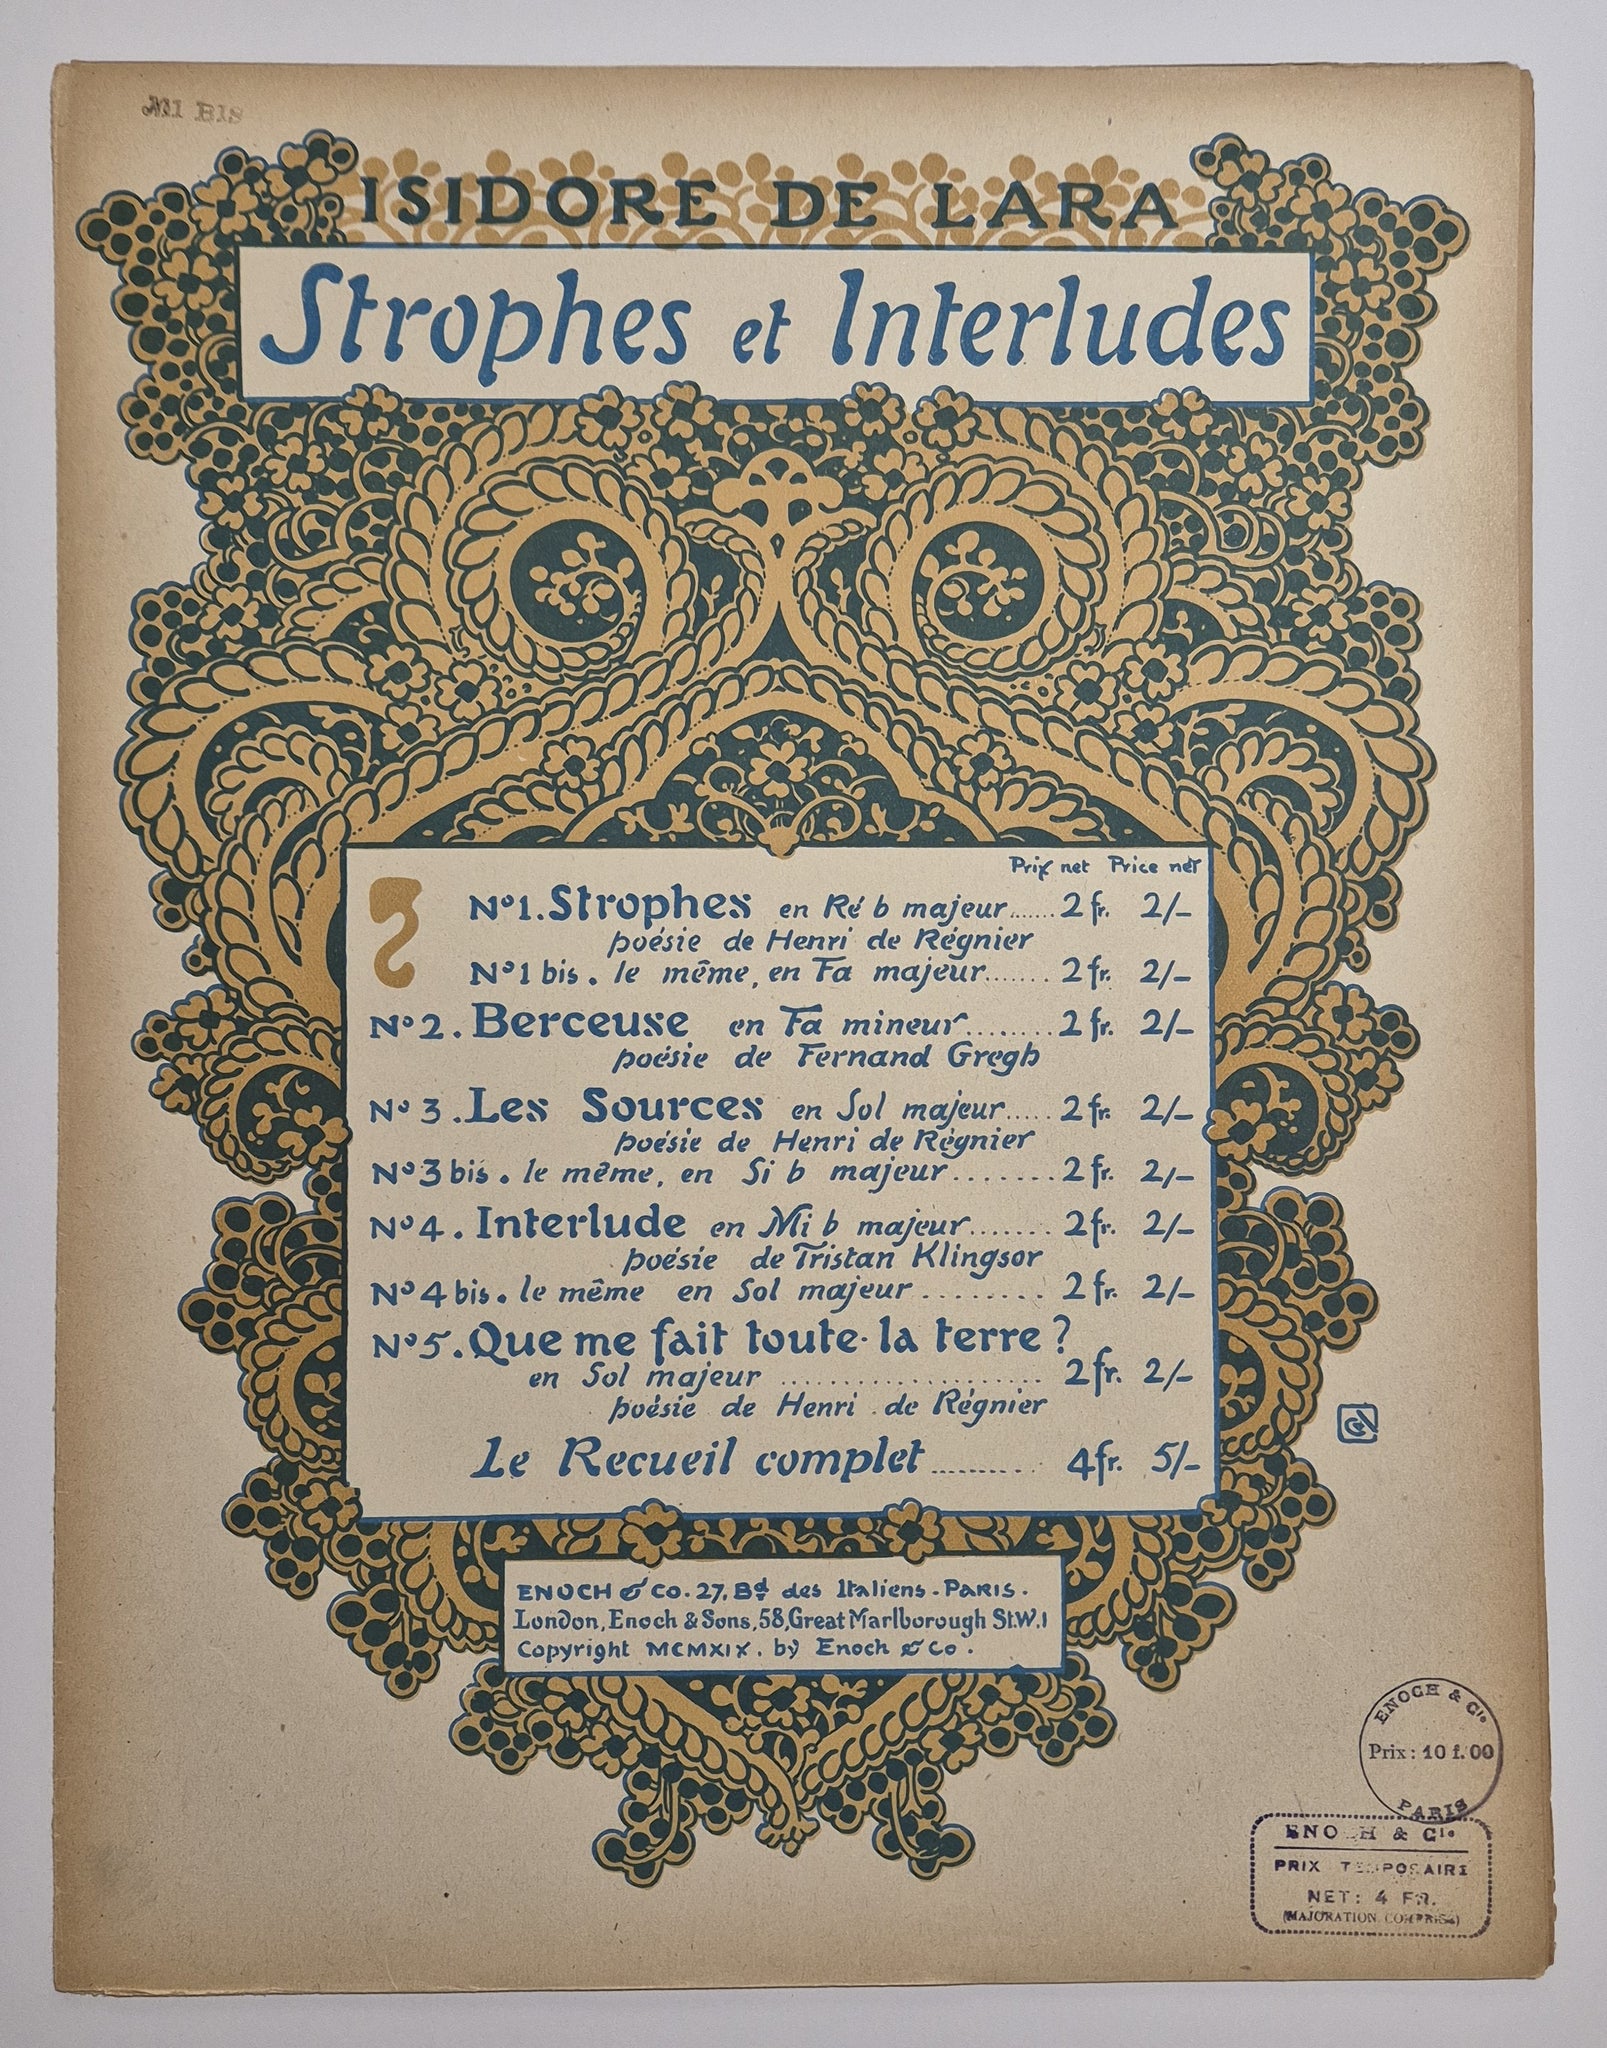 №1 BIS
ISIDORE DE LARA
Strophes et Interludes
Prix net Price net
Nº1. Strophes en Ré b majeur...... 2 fr. 2/-
poésie de Henri de Régnier
Nº1 bis. le même, en Fa majeur....... 2 fr. 2/-
Nº2. Berceuse en Fa mineur........ 2 fr. 2/-
poésie de Fernand Gregh
Nº3. Les Sources en Sol majeur..... 2 fr. 2/-
poésie de Henri de Régnier
Nº3 bis. le même, en Si b majeur....... 2 fr. 2/-
Nº4. Interlude en Mi b majeur....... 2 fr. 2/-
poésie de Tristan Klingsor
Nº4 bis. le même en Sol majeur ........ 2 fr. 2/-
Nº5. Que me fait toute la terre ?
en Sol majeur ..................... 2 fr. 2/-
poésie de Henri de Régnier
Le Recueil complet.......... 4 fr. 5/-
ENOCH & Co. 27, Bd des Italiens - PARIS.
London, Enoch & Sons, 58, Great Marlborough St. W.1
Copyright MCMXIX. by Enoch & Co.
ENOCH & Cie
Prix : 10 f. 00
PARIS
ENOCH & Cie
PRIX TEMPORAIRE
NET : 4 FR.
(MAJORATION COMPRISE)